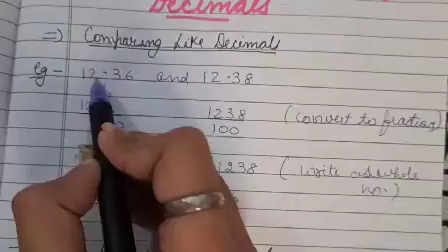 Decimals
=> Comparing Like Decimals
Eg - 12.36 and 12.38
1238
100
(convert to fraction)
1238 (write as whole no.)